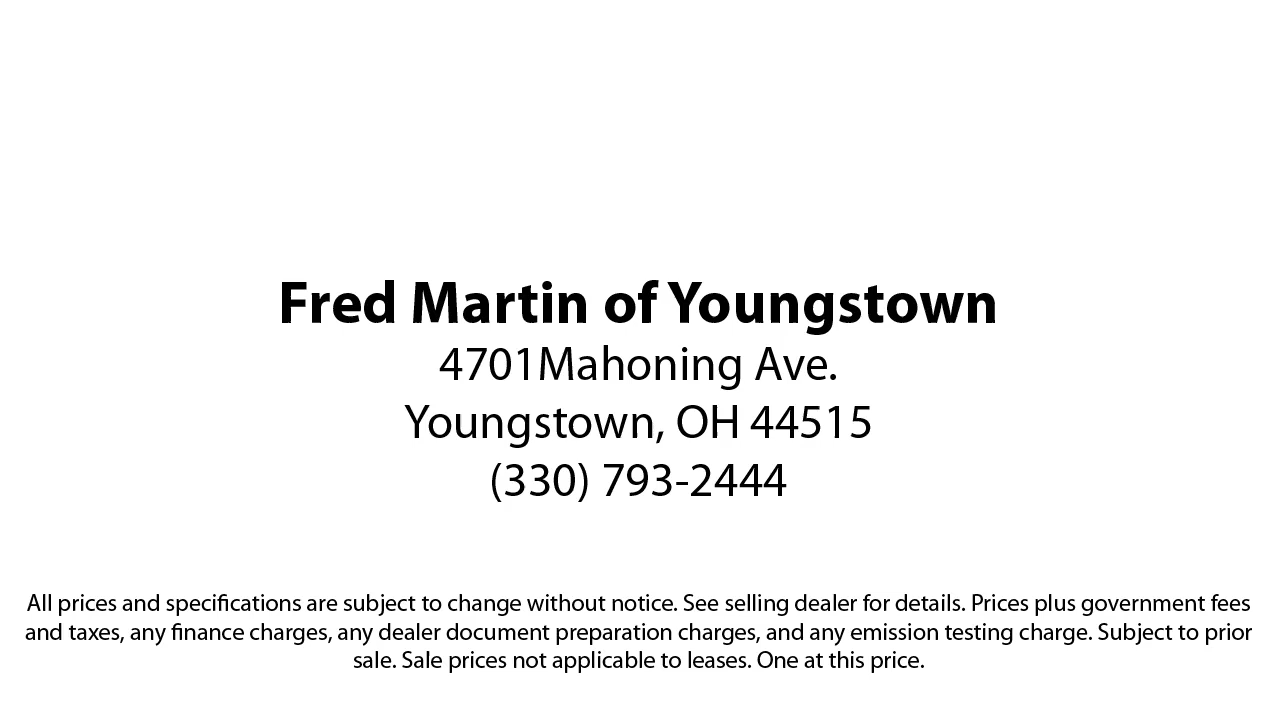 Fred Martin of Youngstown
4701Mahoning Ave.
Youngstown, OH 44515
(330) 793-2444
All prices and specifications are subject to change without notice. See selling dealer for details. Prices plus government fees
and taxes, any finance charges, any dealer document preparation charges, and any emission testing charge. Subject to prior
sale. Sale prices not applicable to leases. One at this price.